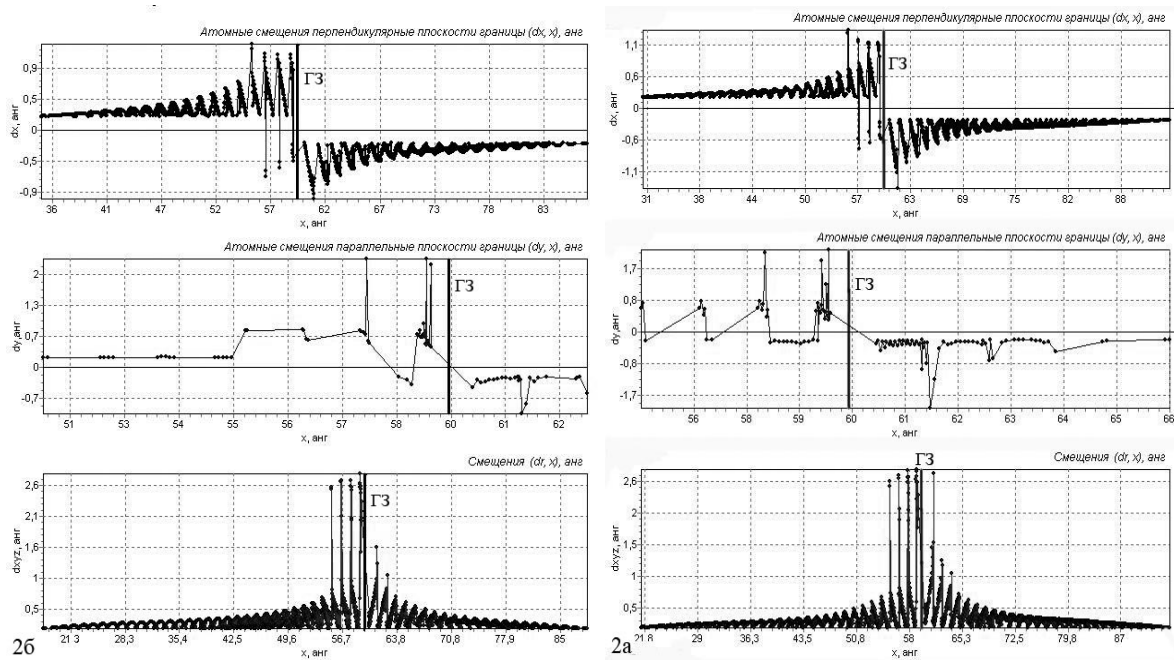 Атомные смещения перпендикулярные плоскости границы (dx, x), анг
0,9
0,5
0
-0,5
-0,9
dx, анг
ГЗ
36 41 47 52 57 62 67 73 78 83
x, анг
Атомные смещения параллельные плоскости границы (dy, x), анг
2
1,3
0,7
0
-0,7
dy, анг
ГЗ
51 53 54 55 57 58 59 60 61 62
x, анг
Смещения (dr, x), анг
2,6
2,1
1,6
1
0,5
dxyz, анг
ГЗ
21,3 28,3 35,4 42,5 49,6 56,7 63,8 70,8 77,9 85
x, анг
2б
Атомные смещения перпендикулярные плоскости границы (dx, x), анг
1,1
0,6
0
-0,6
-1,1
dx, анг
ГЗ
31 37 44 50 57 63 69 75 82 88
x, анг
Атомные смещения параллельные плоскости границы (dy, x), анг
1,7
0,8
0
-0,8
-1,7
dy, анг
ГЗ
56 57 58 59 60 61 62 63 64 65 66
x, анг
Смещения (dr, x), анг
2,6
2
1,5
1
0,5
dxyz, анг
ГЗ
21.8 29 36,3 43,5 50,8 58 65,3 72,5 79,8 87
x, анг
2а